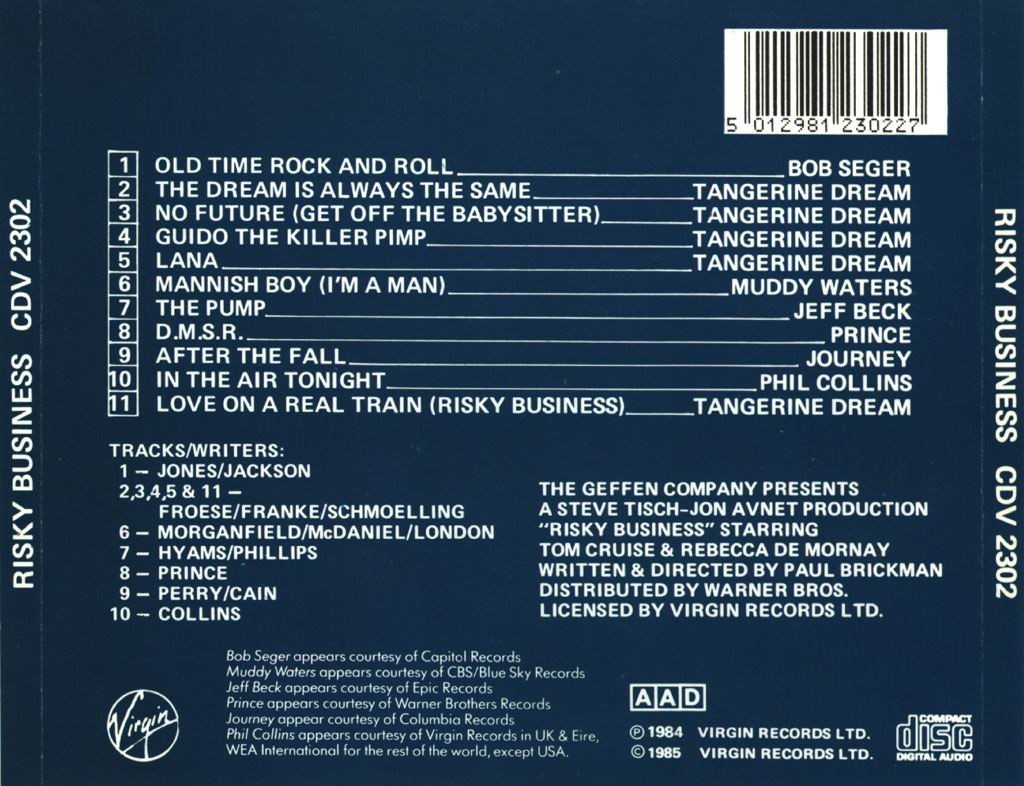 5 012981 230227
1 OLD TIME ROCK AND ROLL BOB SEGER
2 THE DREAM IS ALWAYS THE SAME TANGERINE DREAM
3 NO FUTURE (GET OFF THE BABYSITTER) TANGERINE DREAM
4 GUIDO THE KILLER PIMP TANGERINE DREAM
5 LANA TANGERINE DREAM
6 MANNISH BOY (I'M A MAN) MUDDY WATERS
7 THE PUMP JEFF BECK
8 D.M.S.R. PRINCE
9 AFTER THE FALL JOURNEY
10 IN THE AIR TONIGHT PHIL COLLINS
11 LOVE ON A REAL TRAIN (RISKY BUSINESS) TANGERINE DREAM
RISKY BUSINESS CDV 2302
RISKY BUSINESS CDV 2302
TRACKS/WRITERS:
1 – JONES/JACKSON
2,3,4,5 & 11 –
FROESE/FRANKE/SCHMOELLING
6 – MORGANFIELD/McDANIEL/LONDON
7 – HYAMS/PHILLIPS
8 – PRINCE
9 – PERRY/CAIN
10 – COLLINS
THE GEFFEN COMPANY PRESENTS
A STEVE TISCH–JON AVNET PRODUCTION
"RISKY BUSINESS" STARRING
TOM CRUISE & REBECCA DE MORNAY
WRITTEN & DIRECTED BY PAUL BRICKMAN
DISTRIBUTED BY WARNER BROS.
LICENSED BY VIRGIN RECORDS LTD.
Bob Seger appears courtesy of Capitol Records
Muddy Waters appears courtesy of CBS/Blue Sky Records
Jeff Beck appears courtesy of Epic Records
Prince appears courtesy of Warner Brothers Records
Journey appear courtesy of Columbia Records
Phil Collins appears courtesy of Virgin Records in UK & Eire,
WEA International for the rest of the world, except USA.
Virgin
AAD
Ⓟ 1984 VIRGIN RECORDS LTD.
© 1985 VIRGIN RECORDS LTD.
COMPACT
disc
DIGITAL AUDIO